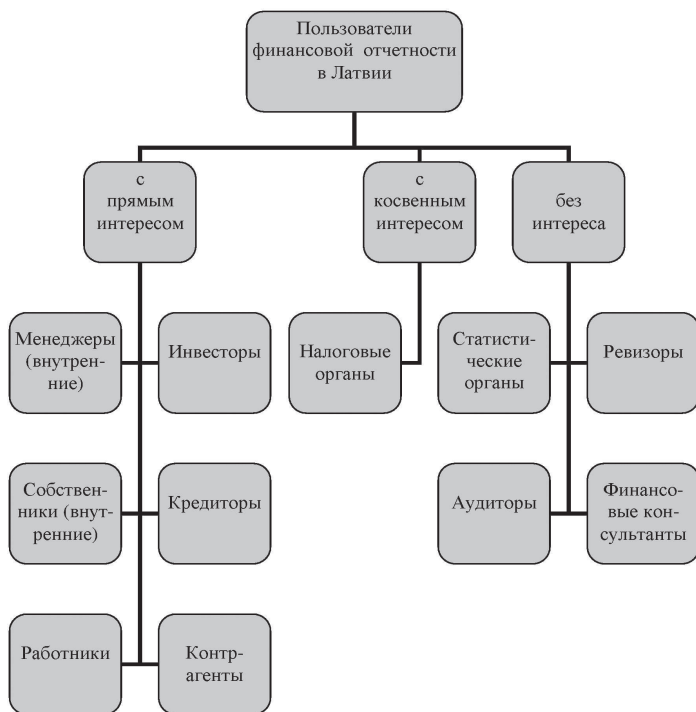 Пользователи
финансовой отчетности
в Латвии
с
прямым
интересом
с
косвенным
интересом
без
интереса
Менеджеры
(внутрен-
ние)
Инвесторы
Налоговые
органы
Статисти-
ческие
органы
Ревизоры
Собствен-
ники (внут-
ренние)
Кредиторы
Аудиторы
Финансо-
вые кон-
сультанты
Работники
Контр-
агенты